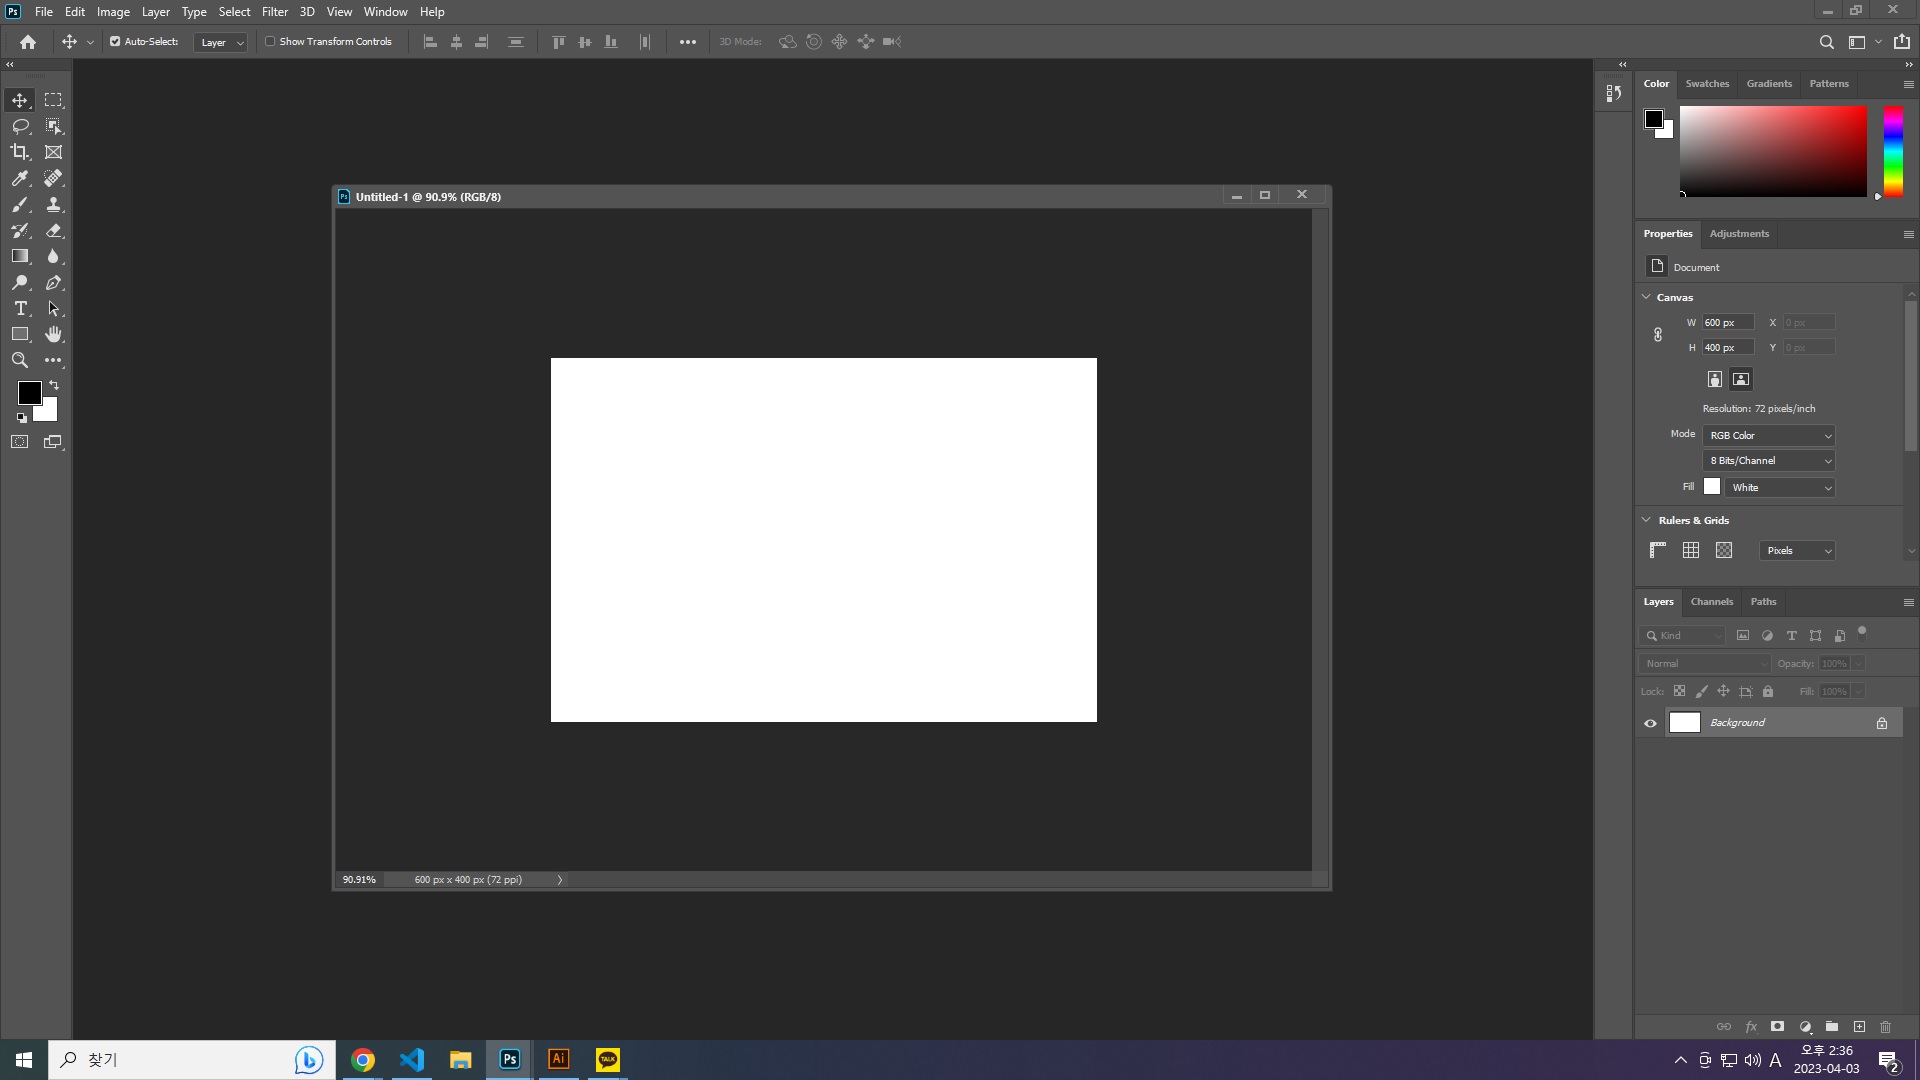 Ps File Edit Image Layer Type Select Filter 3D View Window Help
Auto-Select: Layer Show Transform Controls 3D Mode:
Color Swatches Gradients Patterns
Ps Untitled-1 @ 90.9% (RGB/8)
Properties Adjustments
Document
Canvas
W 600 px X 0 px
H 400 px Y 0 px
Resolution: 72 pixels/inch
Mode RGB Color
8 Bits/Channel
Fill White
Rulers & Grids
Pixels
Layers Channels Paths
Kind
Normal Opacity: 100%
Lock: Fill: 100%
Background
90.91% 600 px x 400 px (72 ppi)
찾기 Ps Ai TALK A 오후 2:36
2023-04-03 2